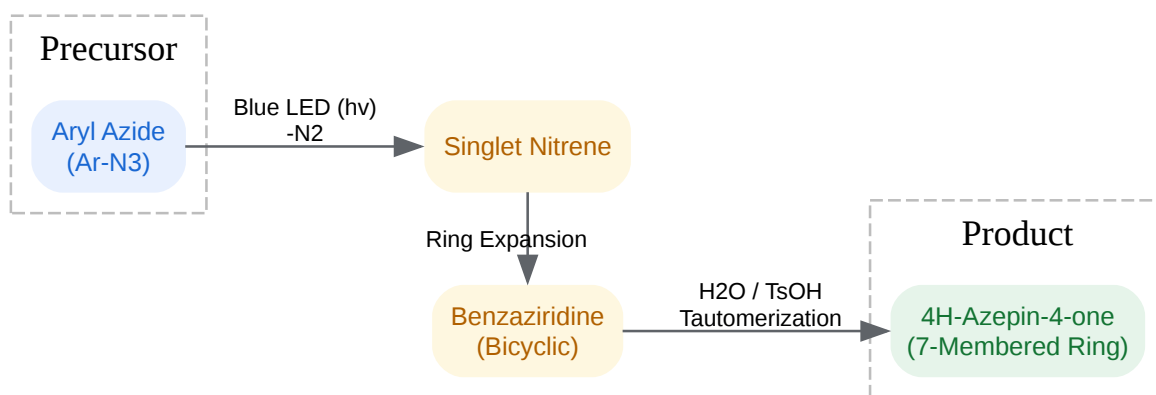 Precursor
Aryl Azide
(Ar-N3)
Blue LED (hv)
-N2
Singlet Nitrene
Ring Expansion
Benzaziridine
(Bicyclic)
H2O / TsOH
Tautomerization
Product
4H-Azepin-4-one
(7-Membered Ring)